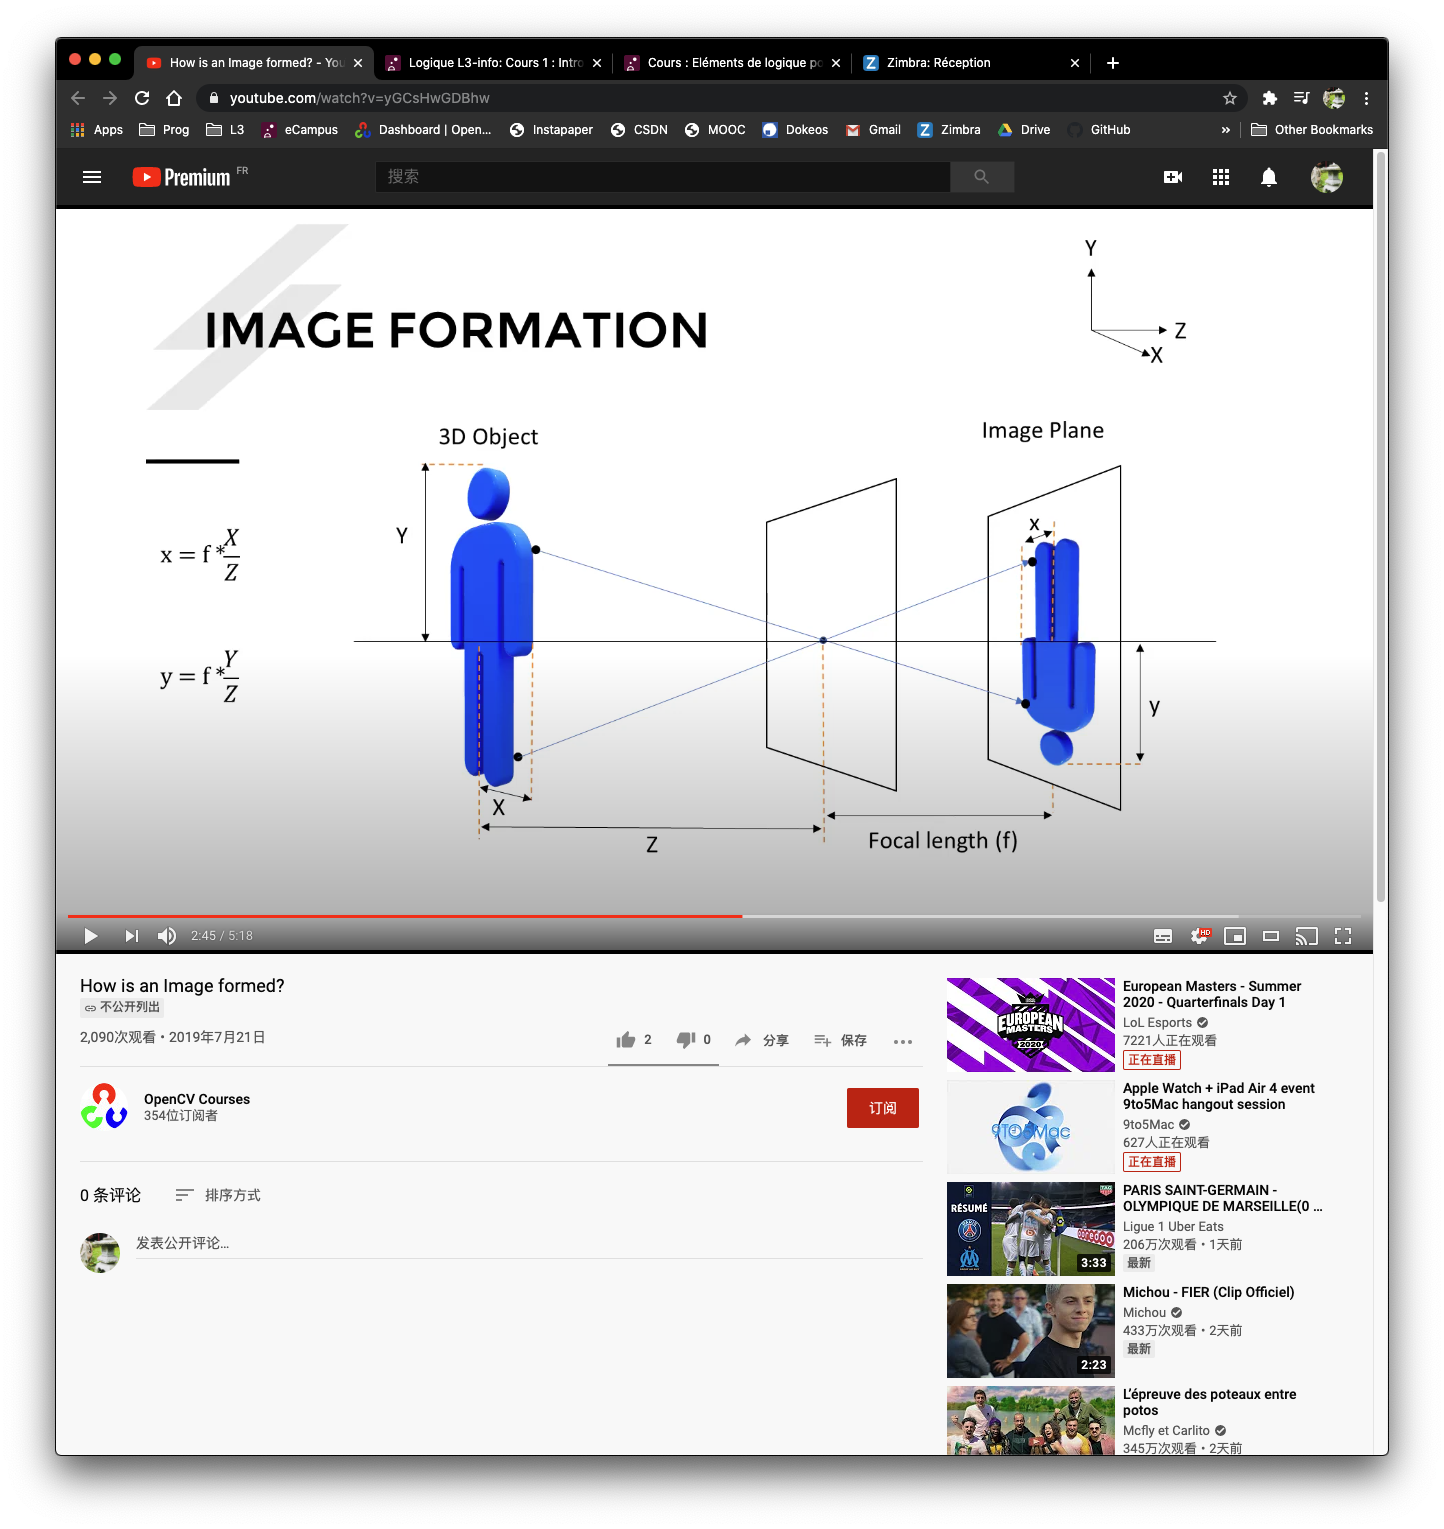 How is an Image formed? - You
Logique L3-info: Cours 1 : Intro
Cours : Eléments de logique po
Zimbra: Réception
youtube.com/watch?v=yGCsHwGDBhw
Apps
Prog
L3
eCampus
Dashboard | Open...
Instapaper
CSDN
MOOC
Dokeos
Gmail
Zimbra
Drive
GitHub
»
Other Bookmarks
Premium FR
搜索
IMAGE FORMATION
Y
Z
X
3D Object
Image Plane
Y
x
x = f * X/Z
y = f * Y/Z
y
X
Z
Focal length (f)
2:45 / 5:18
HD
How is an Image formed?
不公开列出
2,090次观看 • 2019年7月21日
2
0
分享
保存
OpenCV Courses
354位订阅者
订阅
0 条评论
排序方式
发表公开评论...
EUROPEAN
MASTERS
2020
European Masters - Summer
2020 - Quarterfinals Day 1
LoL Esports
7221人正在观看
正在直播
9TO5Mac
Apple Watch + iPad Air 4 event
9to5Mac hangout session
9to5Mac
627人正在观看
正在直播
RÉSUMÉ
ooredoo
3:33
PARIS SAINT-GERMAIN -
OLYMPIQUE DE MARSEILLE(0 ...
Ligue 1 Uber Eats
206万次观看 • 1天前
最新
2:23
Michou - FIER (Clip Officiel)
Michou
433万次观看 • 2天前
最新
L'épreuve des poteaux entre
potos
Mcfly et Carlito
345万次观看 • 2天前